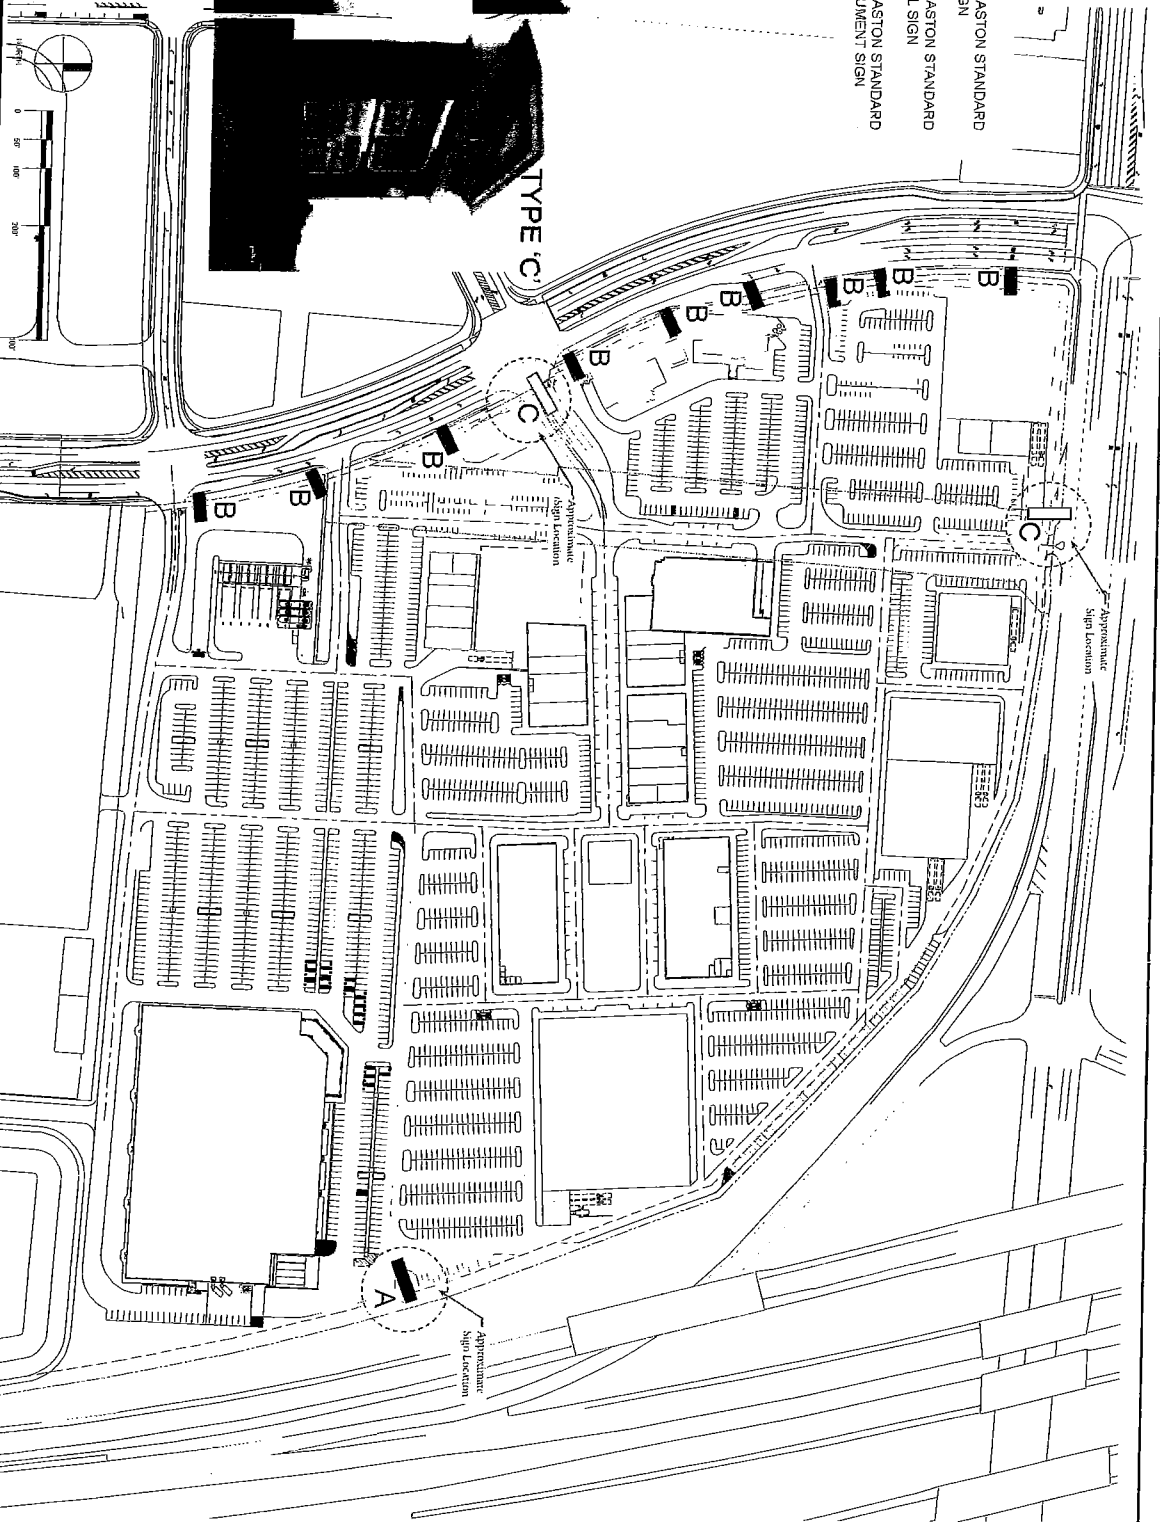 ASTON STANDARD
GN
ASTON STANDARD
L SIGN
ASTON STANDARD
UMENT SIGN
TYPE 'C'
NORTH
0
50'
100'
200'
B
B
B
B
B
B
B
B
B
C
C
A
Approximate
Sign Location
Approximate
Sign Location
Approximate
Sign Location